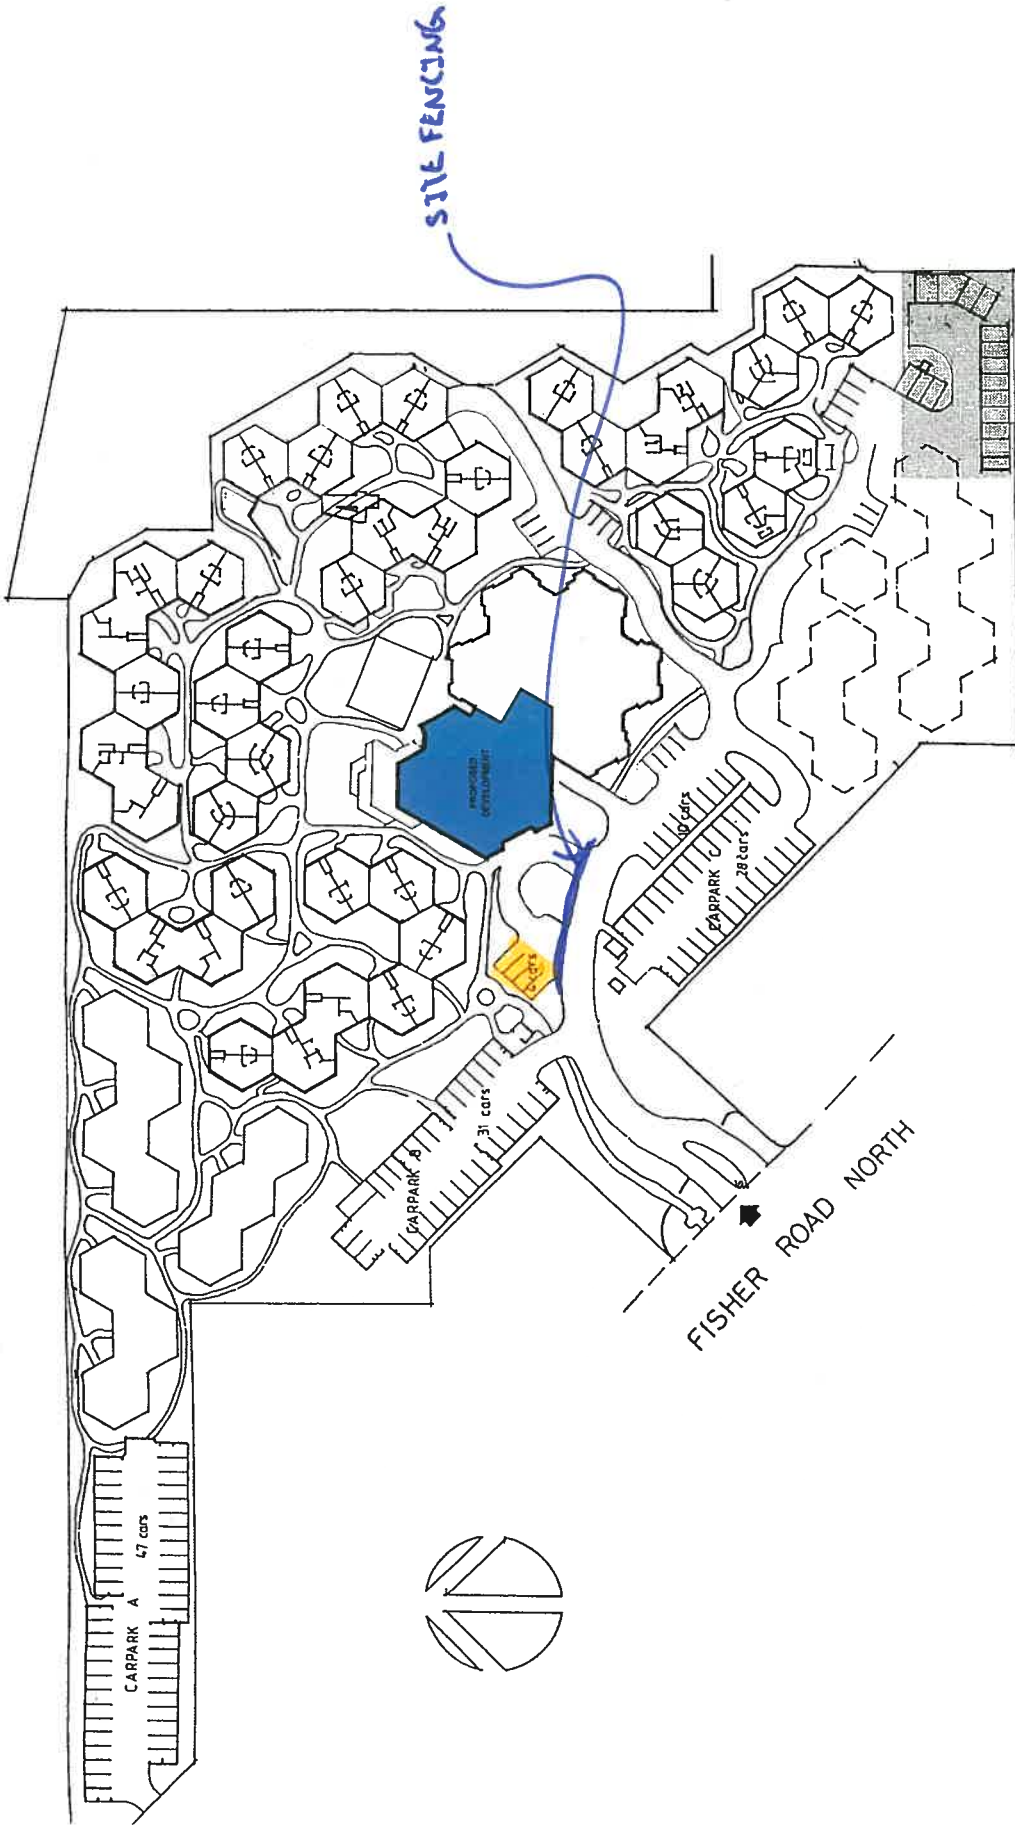 SITE FENCING
PROPOSED
DEVELOPMENT
10 cars
CARPARK C
28 cars
6 cars
31 cars
CARPARK B
FISHER ROAD NORTH
47 cars
CARPARK A